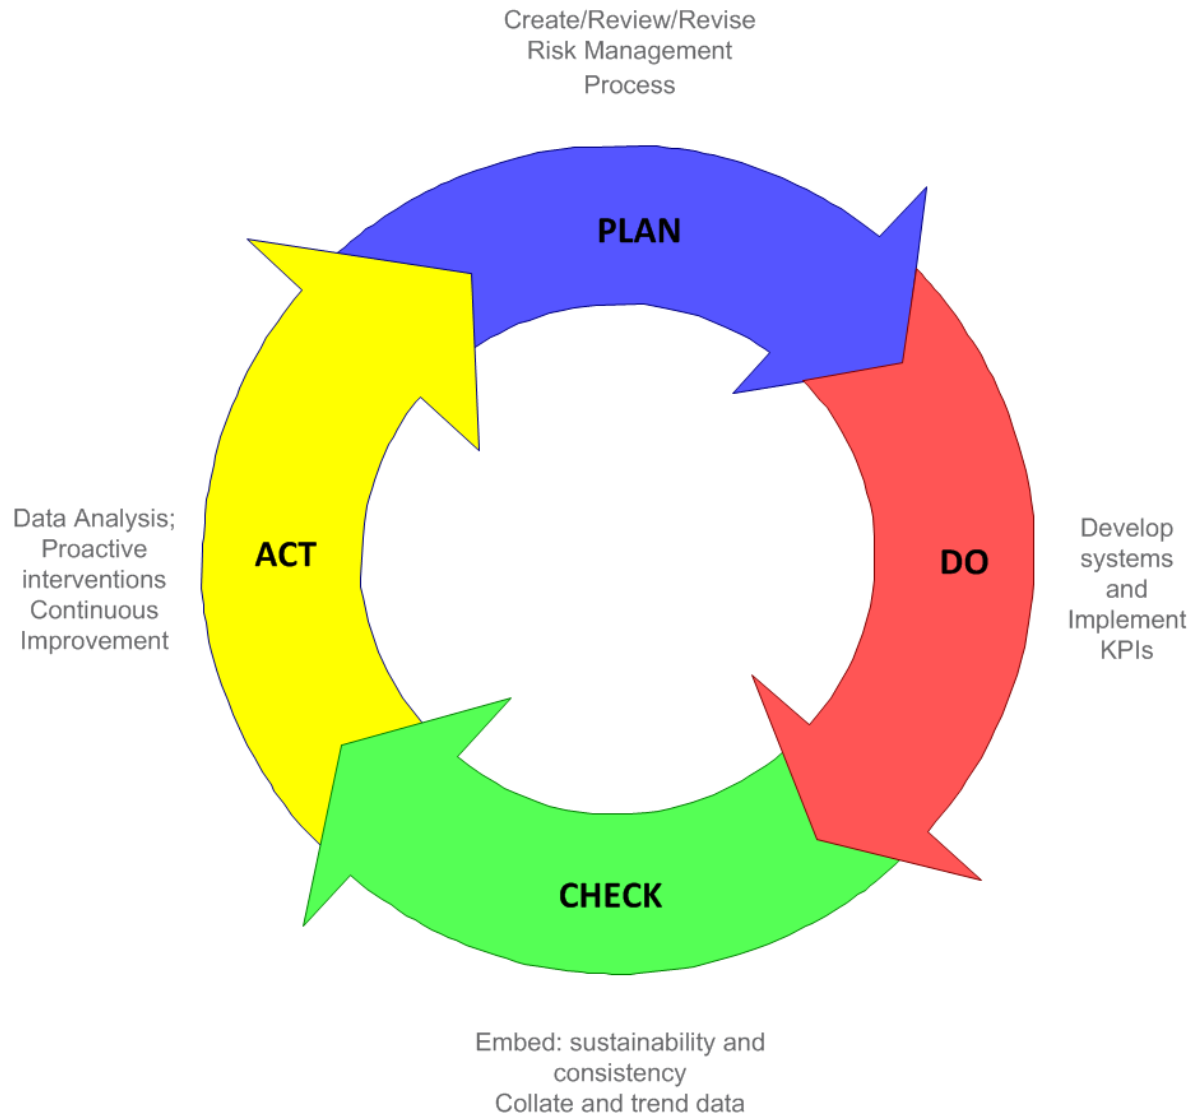 Create/Review/Revise
Risk Management
Process
PLAN
DO
Develop
systems
and
Implement
KPIs
CHECK
Embed: sustainability and
consistency
Collate and trend data
ACT
Data Analysis;
Proactive
interventions
Continuous
Improvement